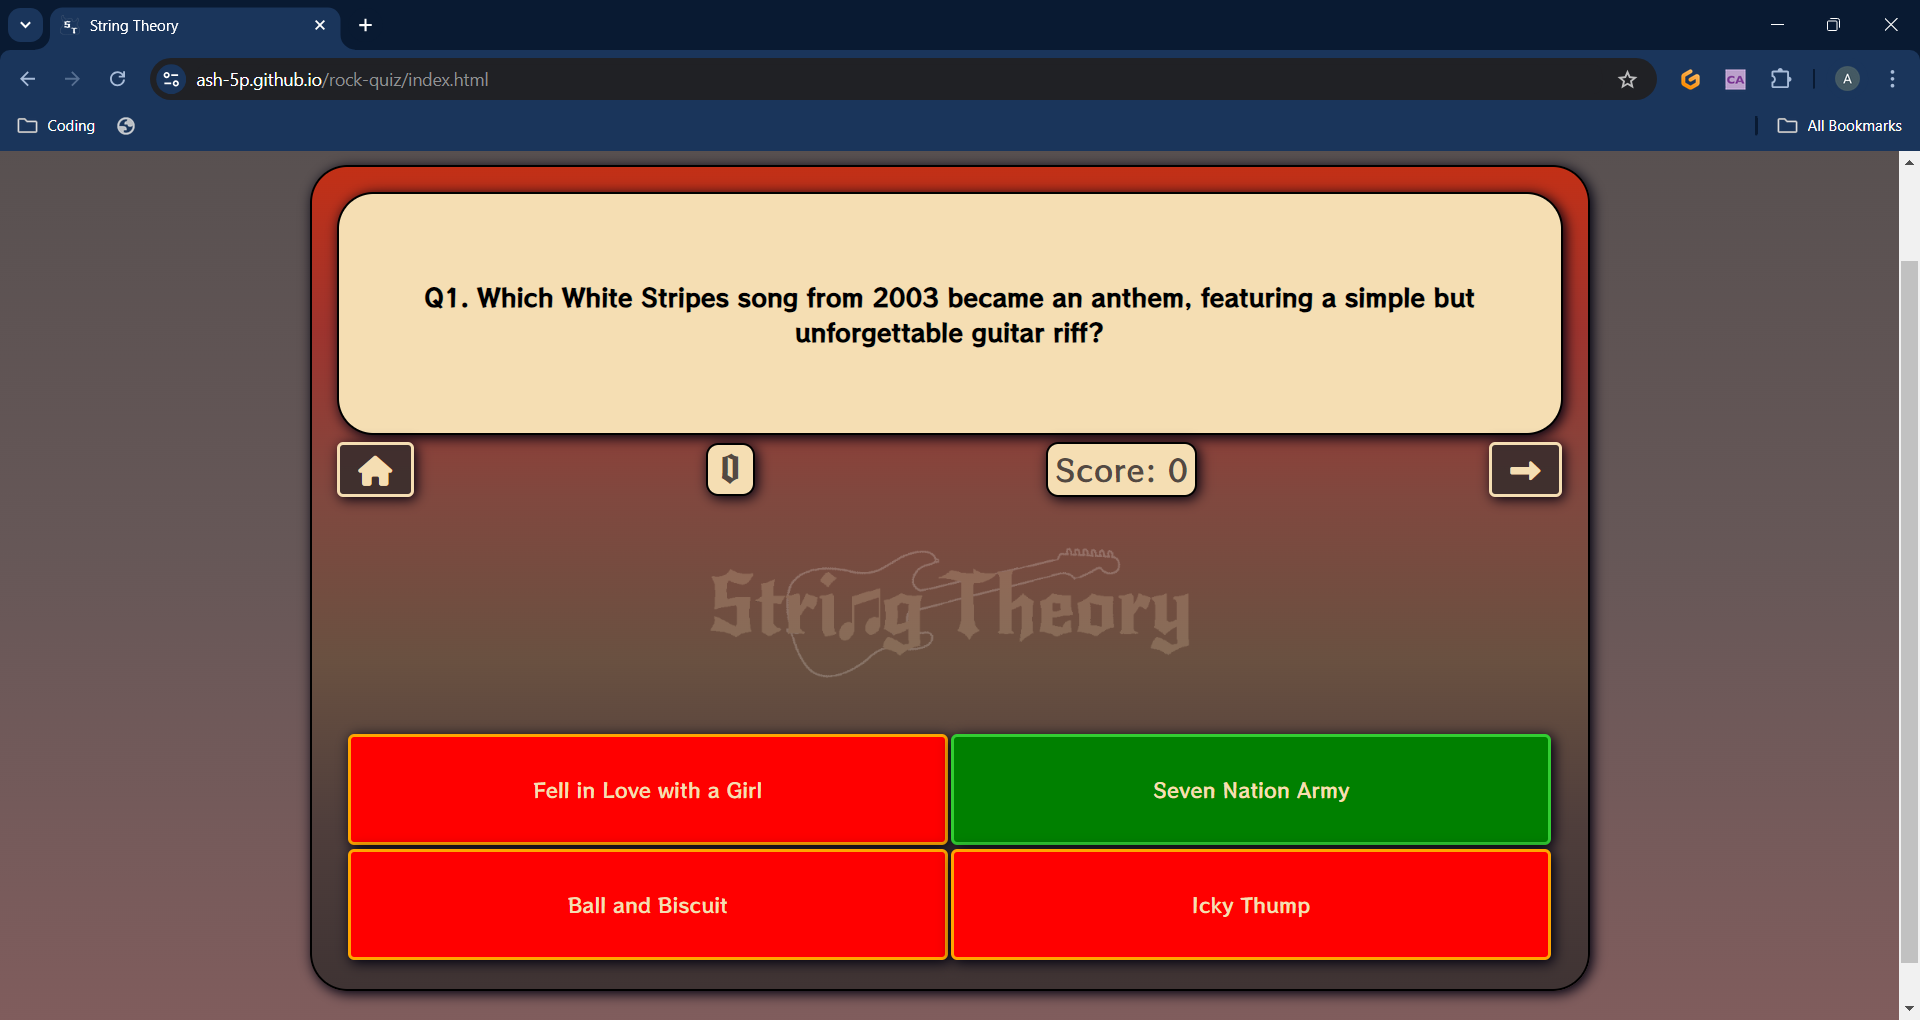 String Theory
ash-5p.github.io/rock-quiz/index.html
CA
A
Coding
All Bookmarks
Q1. Which White Stripes song from 2003 became an anthem, featuring a simple but
unforgettable guitar riff?
0
Score: 0
String Theory
Fell in Love with a Girl
Seven Nation Army
Ball and Biscuit
Icky Thump